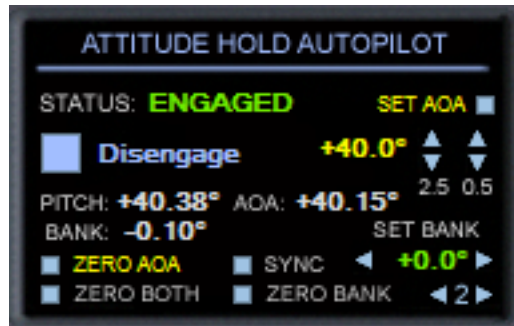 ATTITUDE HOLD AUTOPILOT
STATUS: ENGAGED SET AOA
Disengage +40.0°
2.5 0.5
PITCH: +40.38° AOA: +40.15°
BANK: -0.10° SET BANK
ZERO AOA SYNC +0.0°
ZERO BOTH ZERO BANK 2